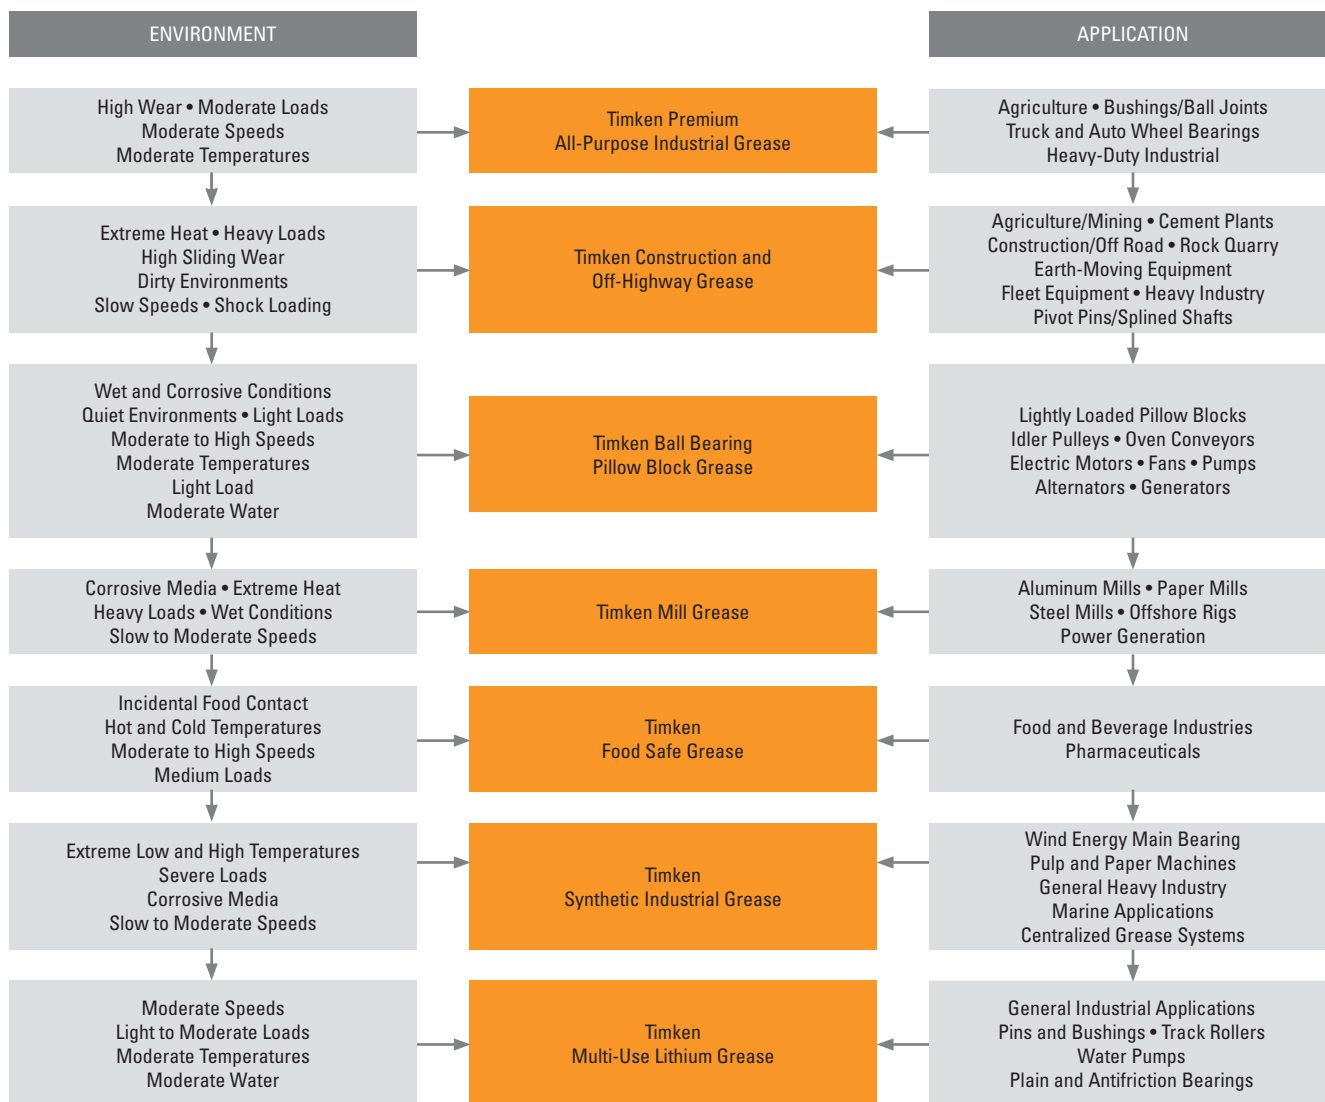 ENVIRONMENT
APPLICATION
High Wear • Moderate Loads
Moderate Speeds
Moderate Temperatures
Timken Premium
All-Purpose Industrial Grease
Agriculture • Bushings/Ball Joints
Truck and Auto Wheel Bearings
Heavy-Duty Industrial
Extreme Heat • Heavy Loads
High Sliding Wear
Dirty Environments
Slow Speeds • Shock Loading
Timken Construction and
Off-Highway Grease
Agriculture/Mining • Cement Plants
Construction/Off Road • Rock Quarry
Earth-Moving Equipment
Fleet Equipment • Heavy Industry
Pivot Pins/Splined Shafts
Wet and Corrosive Conditions
Quiet Environments • Light Loads
Moderate to High Speeds
Moderate Temperatures
Light Load
Moderate Water
Timken Ball Bearing
Pillow Block Grease
Lightly Loaded Pillow Blocks
Idler Pulleys • Oven Conveyors
Electric Motors • Fans • Pumps
Alternators • Generators
Corrosive Media • Extreme Heat
Heavy Loads • Wet Conditions
Slow to Moderate Speeds
Timken Mill Grease
Aluminum Mills • Paper Mills
Steel Mills • Offshore Rigs
Power Generation
Incidental Food Contact
Hot and Cold Temperatures
Moderate to High Speeds
Medium Loads
Timken
Food Safe Grease
Food and Beverage Industries
Pharmaceuticals
Extreme Low and High Temperatures
Severe Loads
Corrosive Media
Slow to Moderate Speeds
Timken
Synthetic Industrial Grease
Wind Energy Main Bearing
Pulp and Paper Machines
General Heavy Industry
Marine Applications
Centralized Grease Systems
Moderate Speeds
Light to Moderate Loads
Moderate Temperatures
Moderate Water
Timken
Multi-Use Lithium Grease
General Industrial Applications
Pins and Bushings • Track Rollers
Water Pumps
Plain and Antifriction Bearings